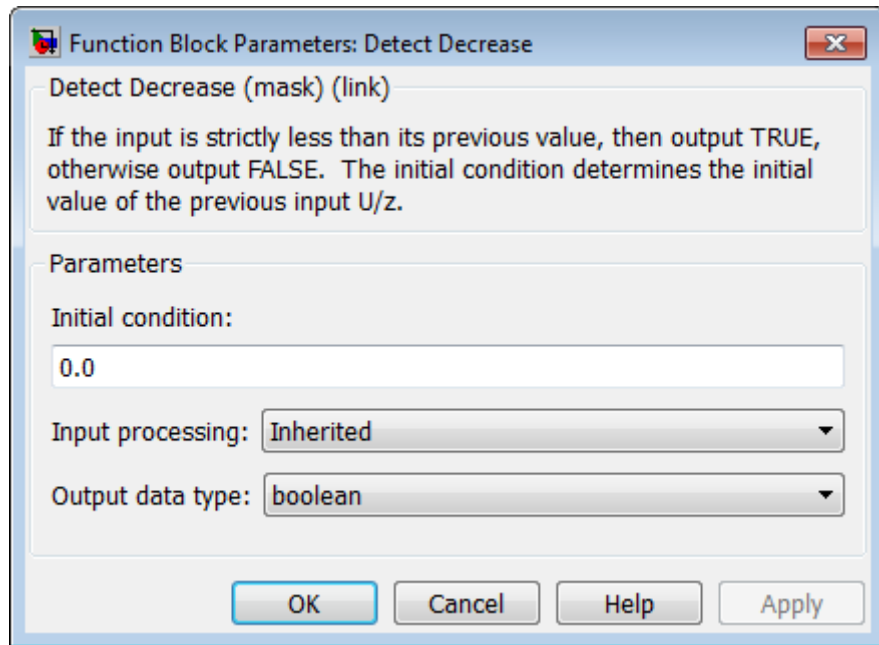 Function Block Parameters: Detect Decrease
Detect Decrease (mask) (link)
If the input is strictly less than its previous value, then output TRUE,
otherwise output FALSE.  The initial condition determines the initial
value of the previous input U/z.
Parameters
Initial condition:
0.0
Input processing: Inherited
Output data type: boolean
OK Cancel Help Apply